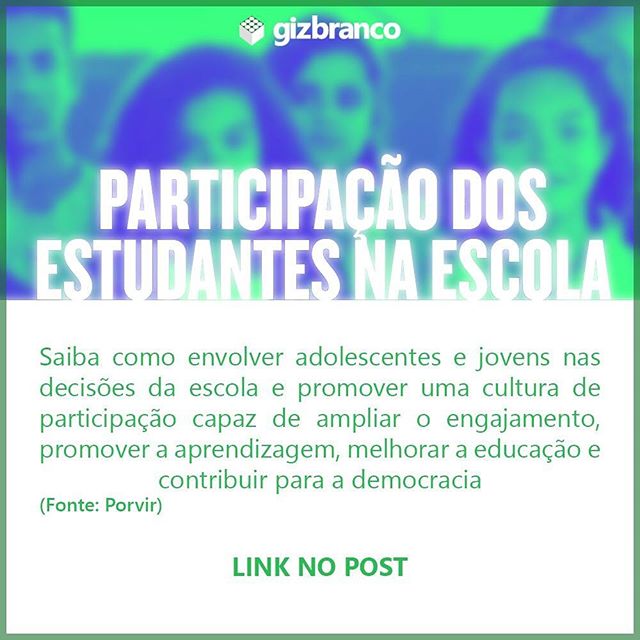 gizbranco
PARTICIPAÇÃO DOS
ESTUDANTES NA ESCOLA
Saiba como envolver adolescentes e jovens nas
decisões da escola e promover uma cultura de
participação capaz de ampliar o engajamento,
promover a aprendizagem, melhorar a educação e
contribuir para a democracia
(Fonte: Porvir)
LINK NO POST